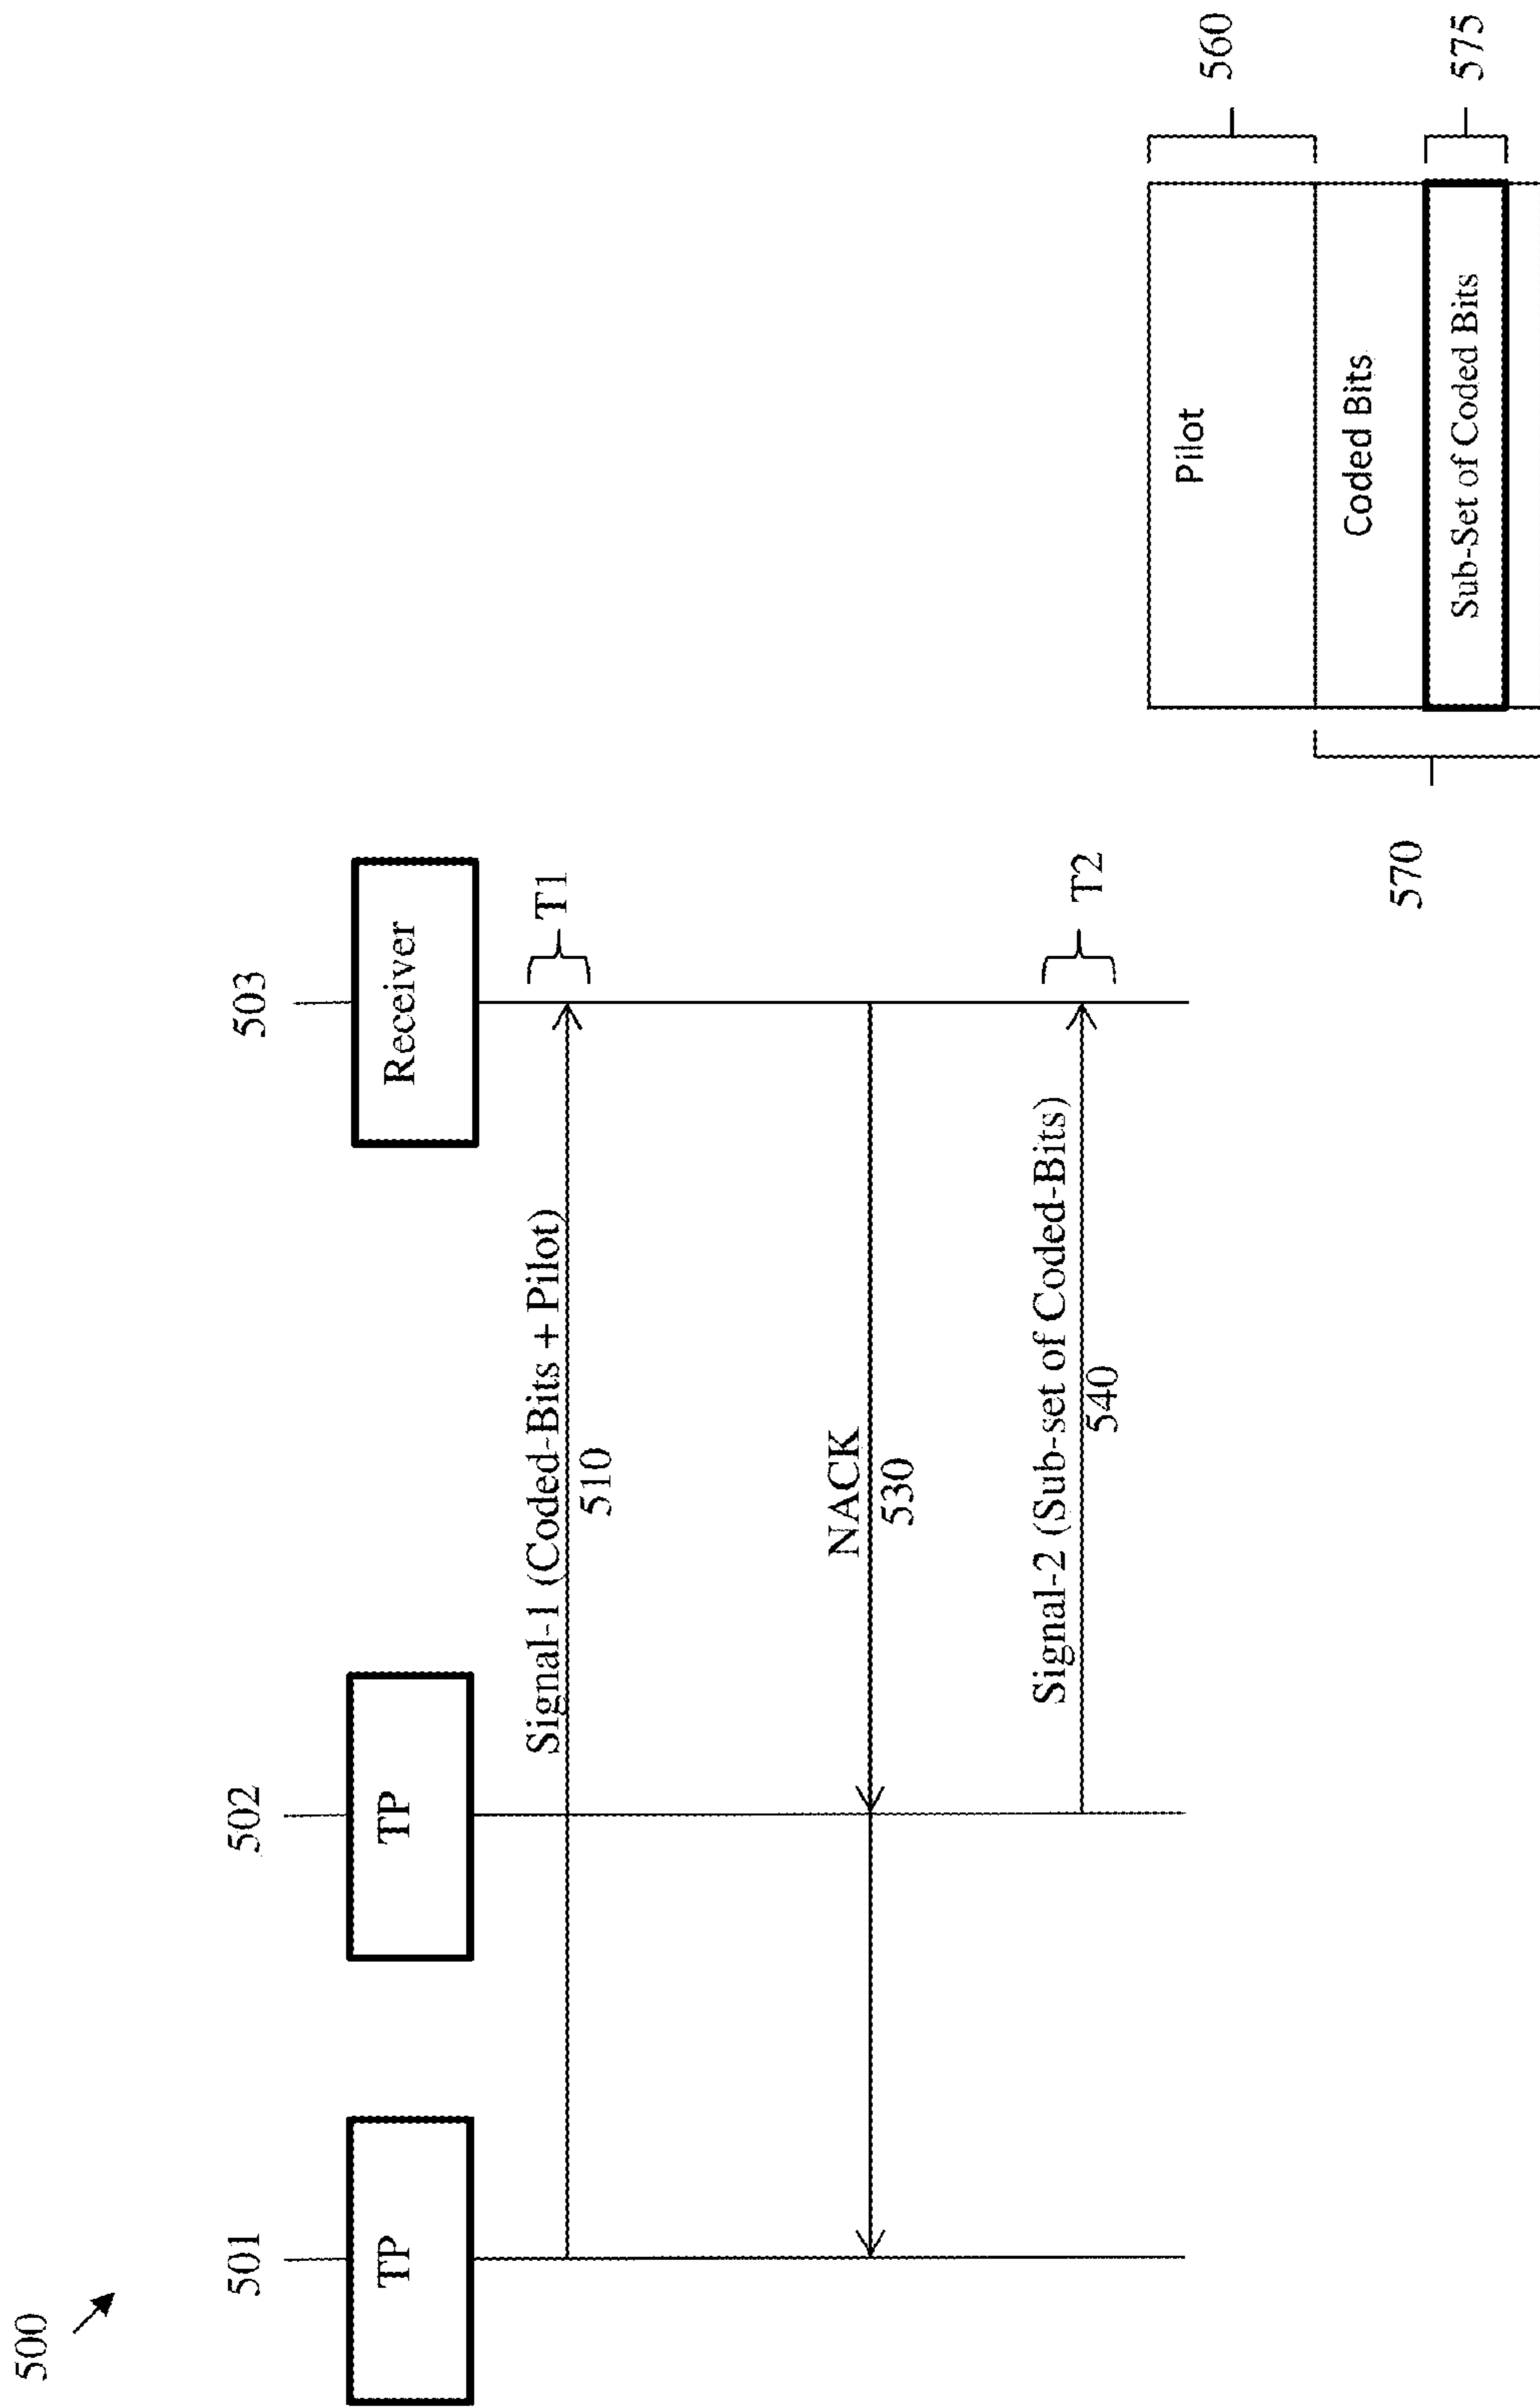 500
501
502
503
TP
TP
Receiver
Signal-1 (Coded-Bits + Pilot)
510
T1
NACK
530
Signal-2 (Sub-set of Coded-Bits)
540
T2
Pilot
560
Coded Bits
570
Sub-Set of Coded Bits
575